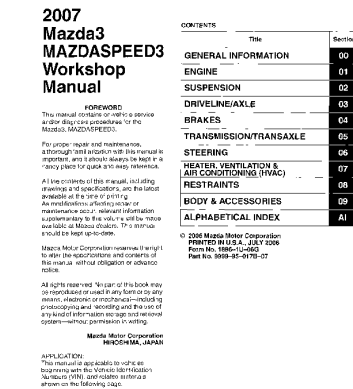 2007
Mazda3
MAZDASPEED3
Workshop
Manual
FOREWORD
This manual contains on-vehicle service
and/or diagnosis procedures for the
Mazda3, MAZDASPEED3.
For proper repair and maintenance,
a thorough familiarization with this manual is
important, and it should always be kept in a
handy place for quick and easy reference.
All the contents of this manual, including
drawings and specifications, are the latest
available at the time of printing.
As modifications affecting repair or
maintenance occur, relevant information
supplementary to this volume will be made
available at Mazda dealers. This manual
should be kept up-to-date.
Mazda Motor Corporation reserves the right
to alter the specifications and contents of
this manual without obligation or advance
notice.
All rights reserved. No part of this book may
be reproduced or used in any form or by any
means, electronic or mechanical—including
photocopying and recording and the use of
any kind of information storage and retrieval
system—without permission in writing.
Mazda Motor Corporation
HIROSHIMA, JAPAN
APPLICATION:
This manual is applicable to vehicles
beginning with the Vehicle Identification
Numbers (VIN), and related materials
shown on the following page.
CONTENTS
Title Section
GENERAL INFORMATION 00
ENGINE 01
SUSPENSION 02
DRIVELINE/AXLE 03
BRAKES 04
TRANSMISSION/TRANSAXLE 05
STEERING 06
HEATER, VENTILATION &
AIR CONDITIONING (HVAC) 07
RESTRAINTS 08
BODY & ACCESSORIES 09
ALPHABETICAL INDEX AI
© 2006 Mazda Motor Corporation
PRINTED IN U.S.A., JULY 2006
Form No. 1895–1U–06G
Part No. 9999–95–017B–07